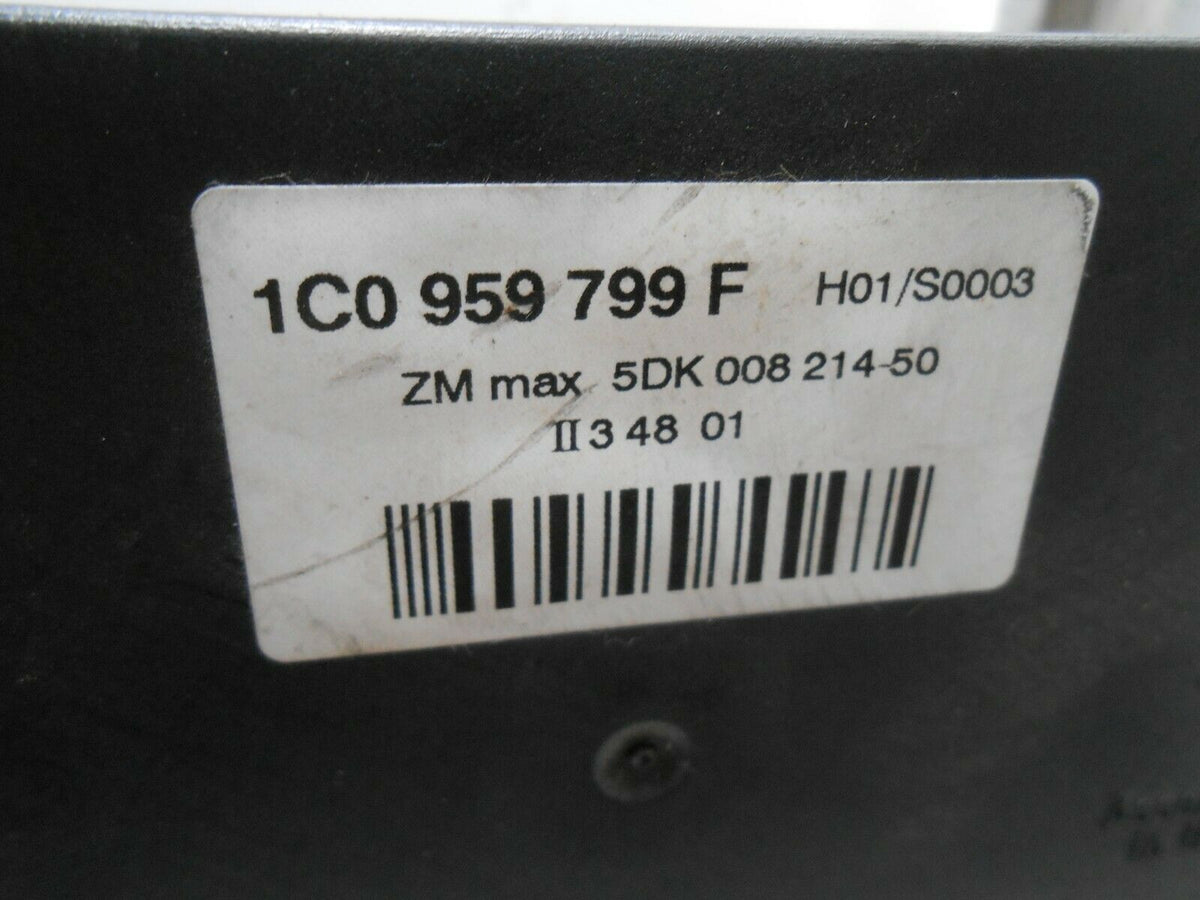 1C0 959 799 F H01/S0003
ZM max 5DK 008 214-50
II 3 48 01